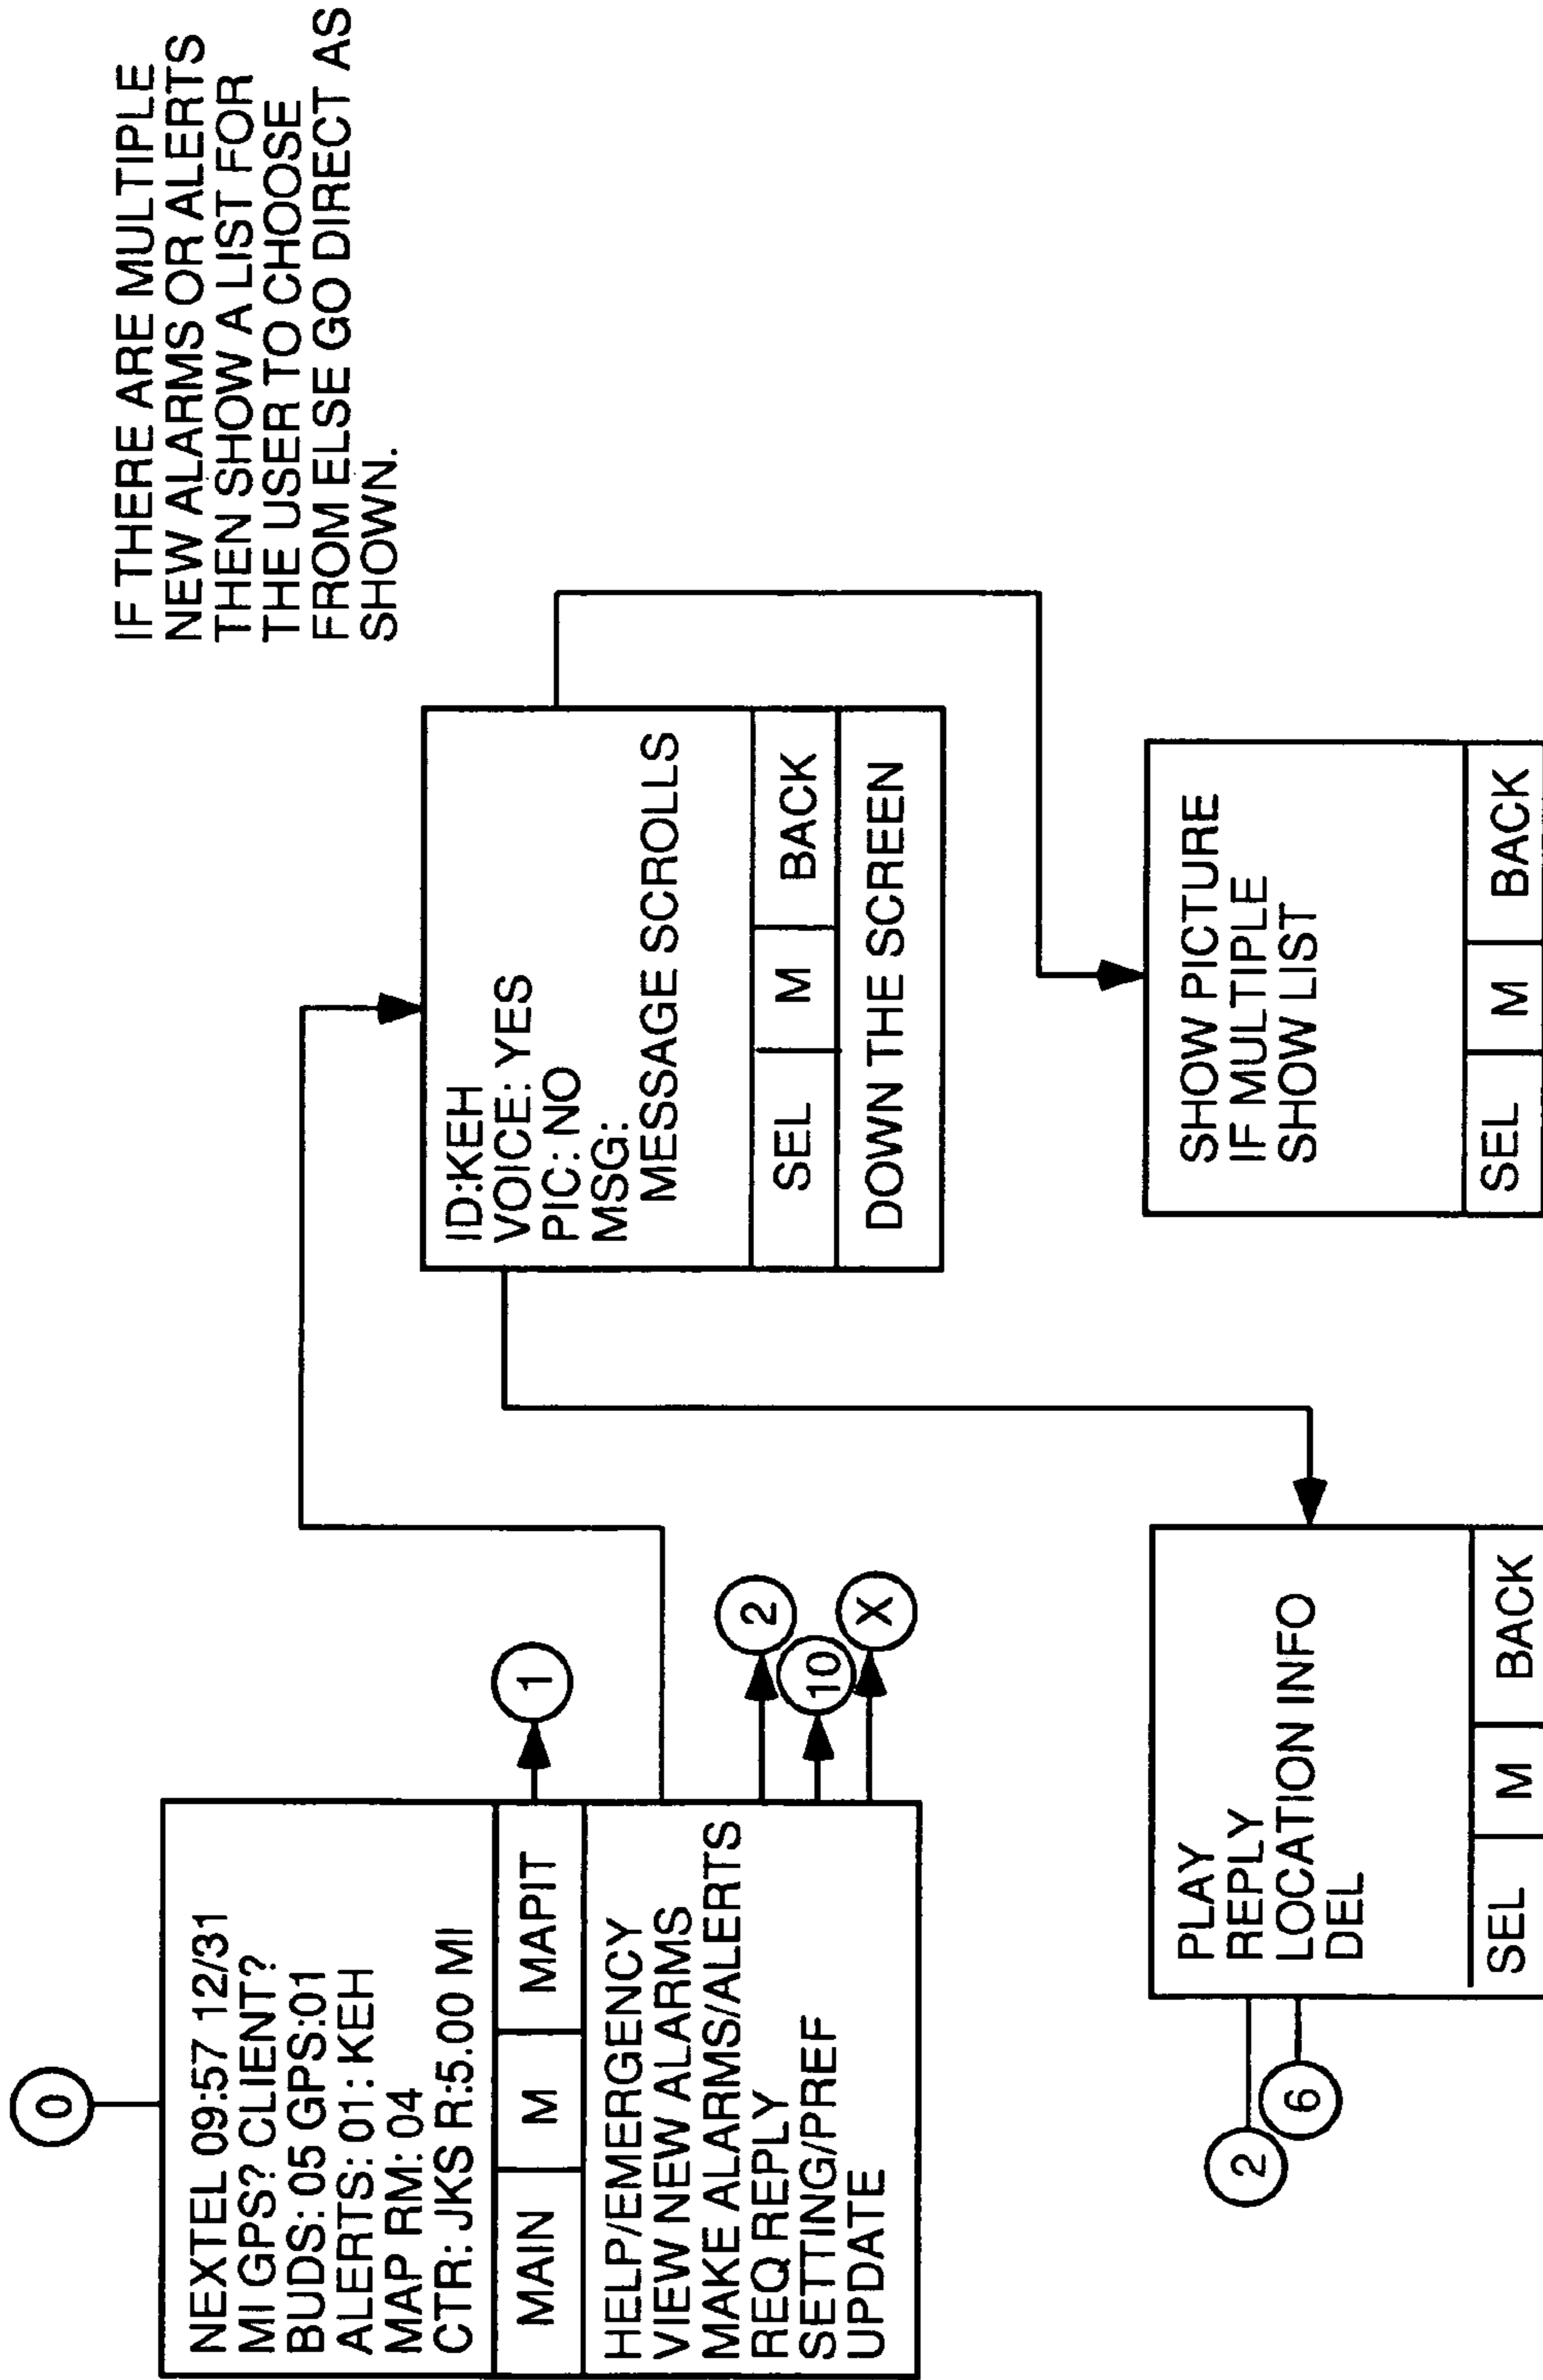 0
NEXTEL 09:57 12/31
MI GPS? CLIENT?
BUDS: 05 GPS:01
ALERTS: 01: KEH
MAP RM: 04
CTR: JKS R:5.00 MI
MAIN M MAPIT
HELP/EMERGENCY
VIEW NEW ALARMS
MAKE ALARMS/ALERTS
REQ REPLY
SETTING/PREF
UPDATE
1
2
10
X
ID:KEH
VOICE: YES
PIC: NO
MSG:
MESSAGE SCROLLS
SEL M BACK
DOWN THE SCREEN
IF THERE ARE MULTIPLE
NEW ALARMS OR ALERTS
THEN SHOW A LIST FOR
THE USER TO CHOOSE
FROM ELSE GO DIRECT AS
SHOWN.
2
6
PLAY
REPLY
LOCATION INFO
DEL
SEL M BACK
SHOW PICTURE
IF MULTIPLE
SHOW LIST
SEL M BACK